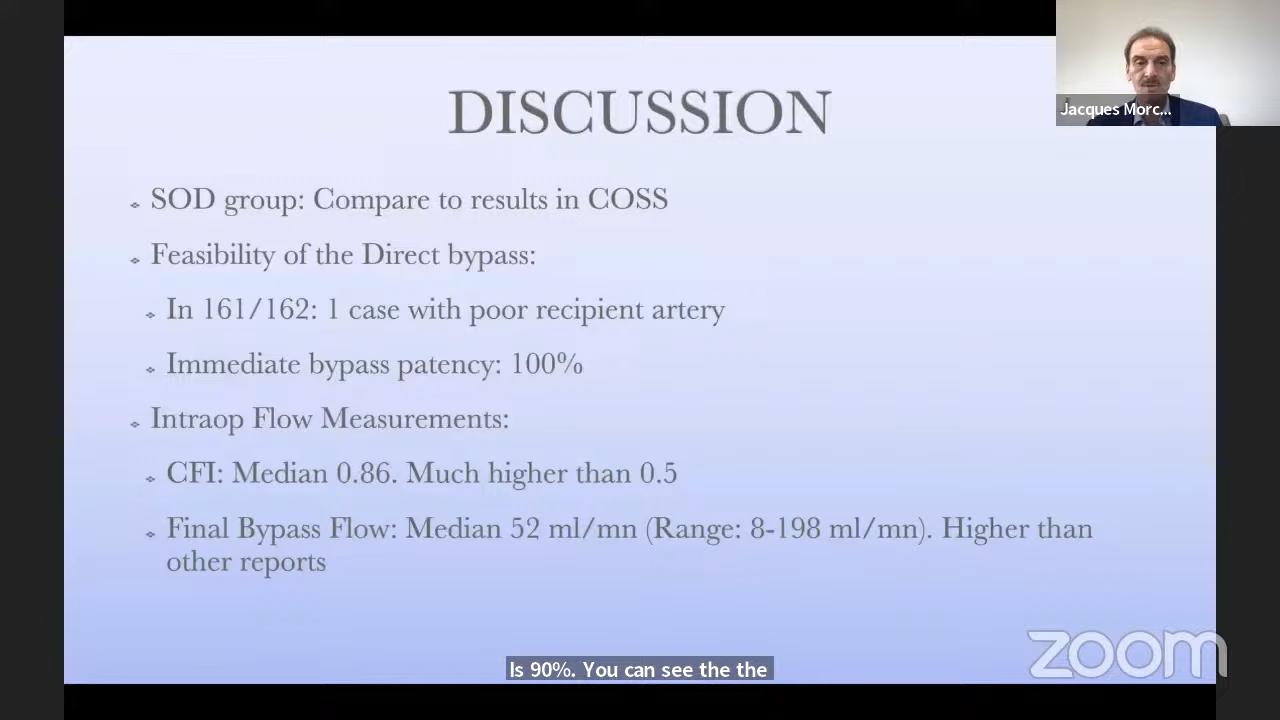 Jacques Morc...
DISCUSSION
SOD group: Compare to results in COSS
Feasibility of the Direct bypass:
In 161/162: 1 case with poor recipient artery
Immediate bypass patency: 100%
Intraop Flow Measurements:
CFI: Median 0.86. Much higher than 0.5
Final Bypass Flow: Median 52 ml/mn (Range: 8-198 ml/mn). Higher than
other reports
zoom
Is 90%. You can see the the